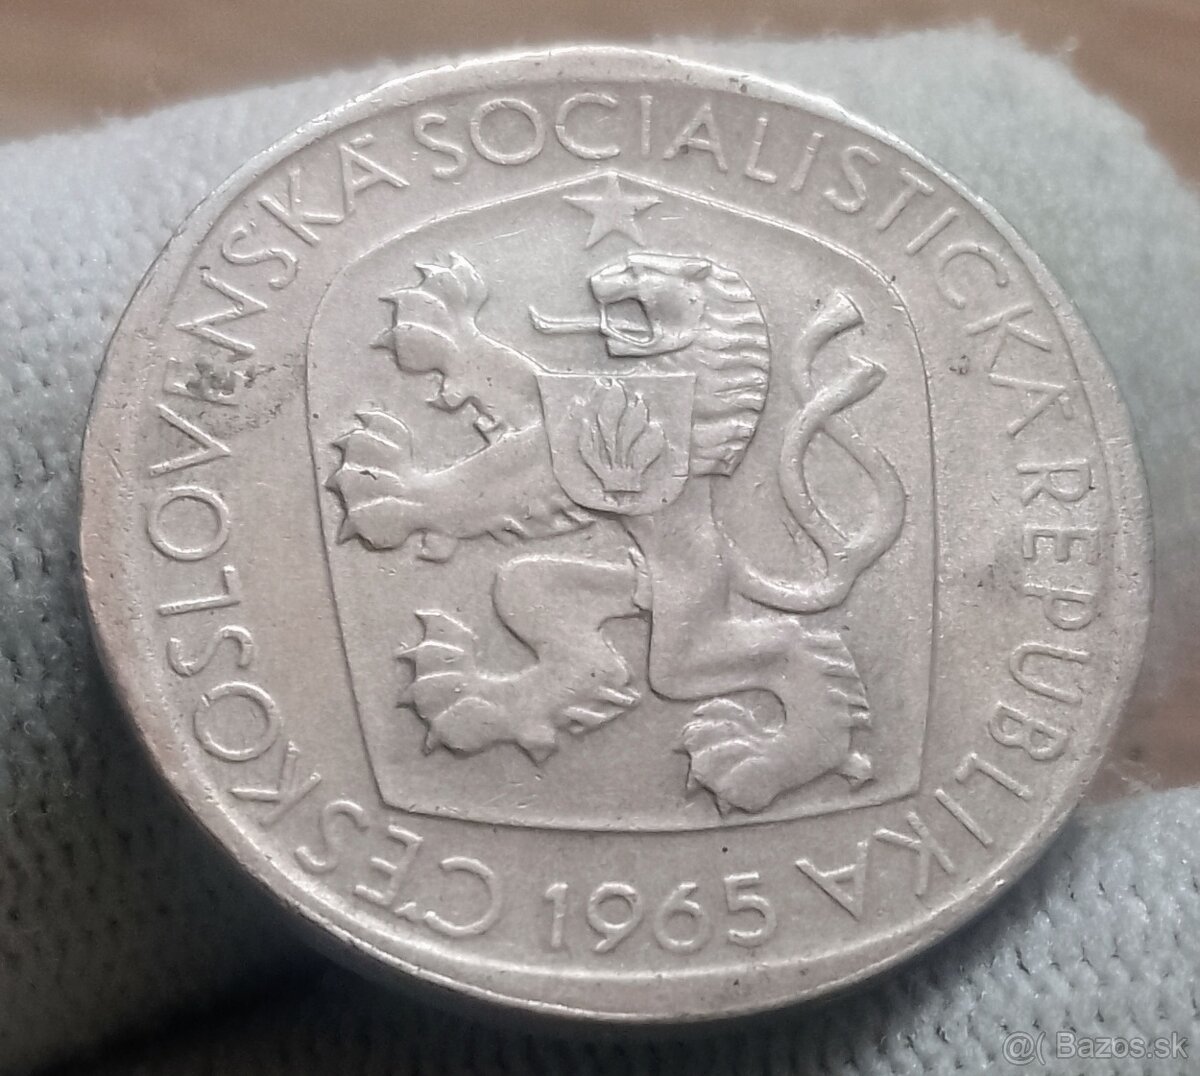 ČESKOSLOVENSKÁ SOCIALISTICKÁ REPUBLIKA
1965
@( Bazos.sk